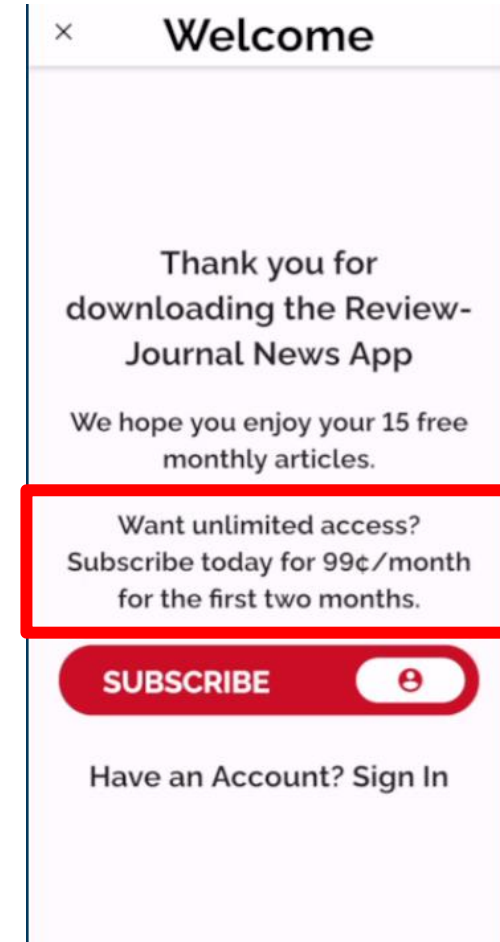 Welcome
Thank you for
downloading the Review-
Journal News App
We hope you enjoy your 15 free
monthly articles.
Want unlimited access?
Subscribe today for 99¢/month
for the first two months.
SUBSCRIBE
Have an Account? Sign In